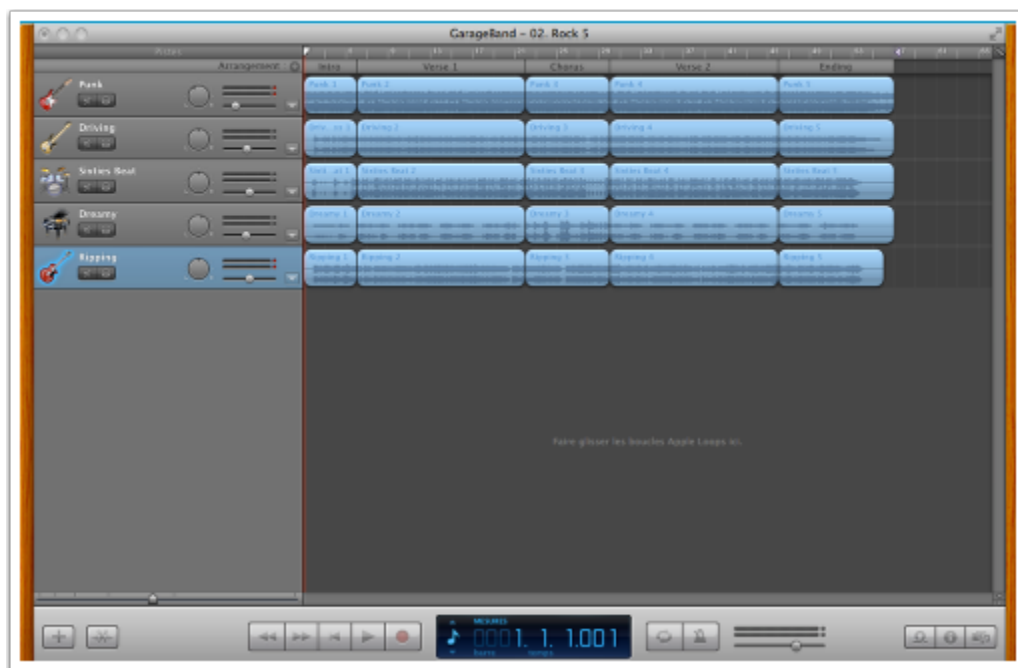 GarageBand – 02. Rock 5
Pistes
Arrangement
Intro Verse 1 Chorus Verse 2 Ending
Punk
Punk 1 Punk 2 Punk 3 Punk 4 Punk 5
Driving
Driving 2 Driving 3 Driving 4 Driving 5
Sixties Beat
Sixties Beat 2 Sixties Beat 3 Sixties Beat 4 Sixties Beat 5
Dreamy
Dreamy 1 Dreamy 2 Dreamy 3 Dreamy 4 Dreamy 5
Ripping
Ripping 1 Ripping 2 Ripping 3 Ripping 4 Ripping 5
Faire glisser les boucles Apple Loops ici.
MESURES
0001. 1. 1.001
temps